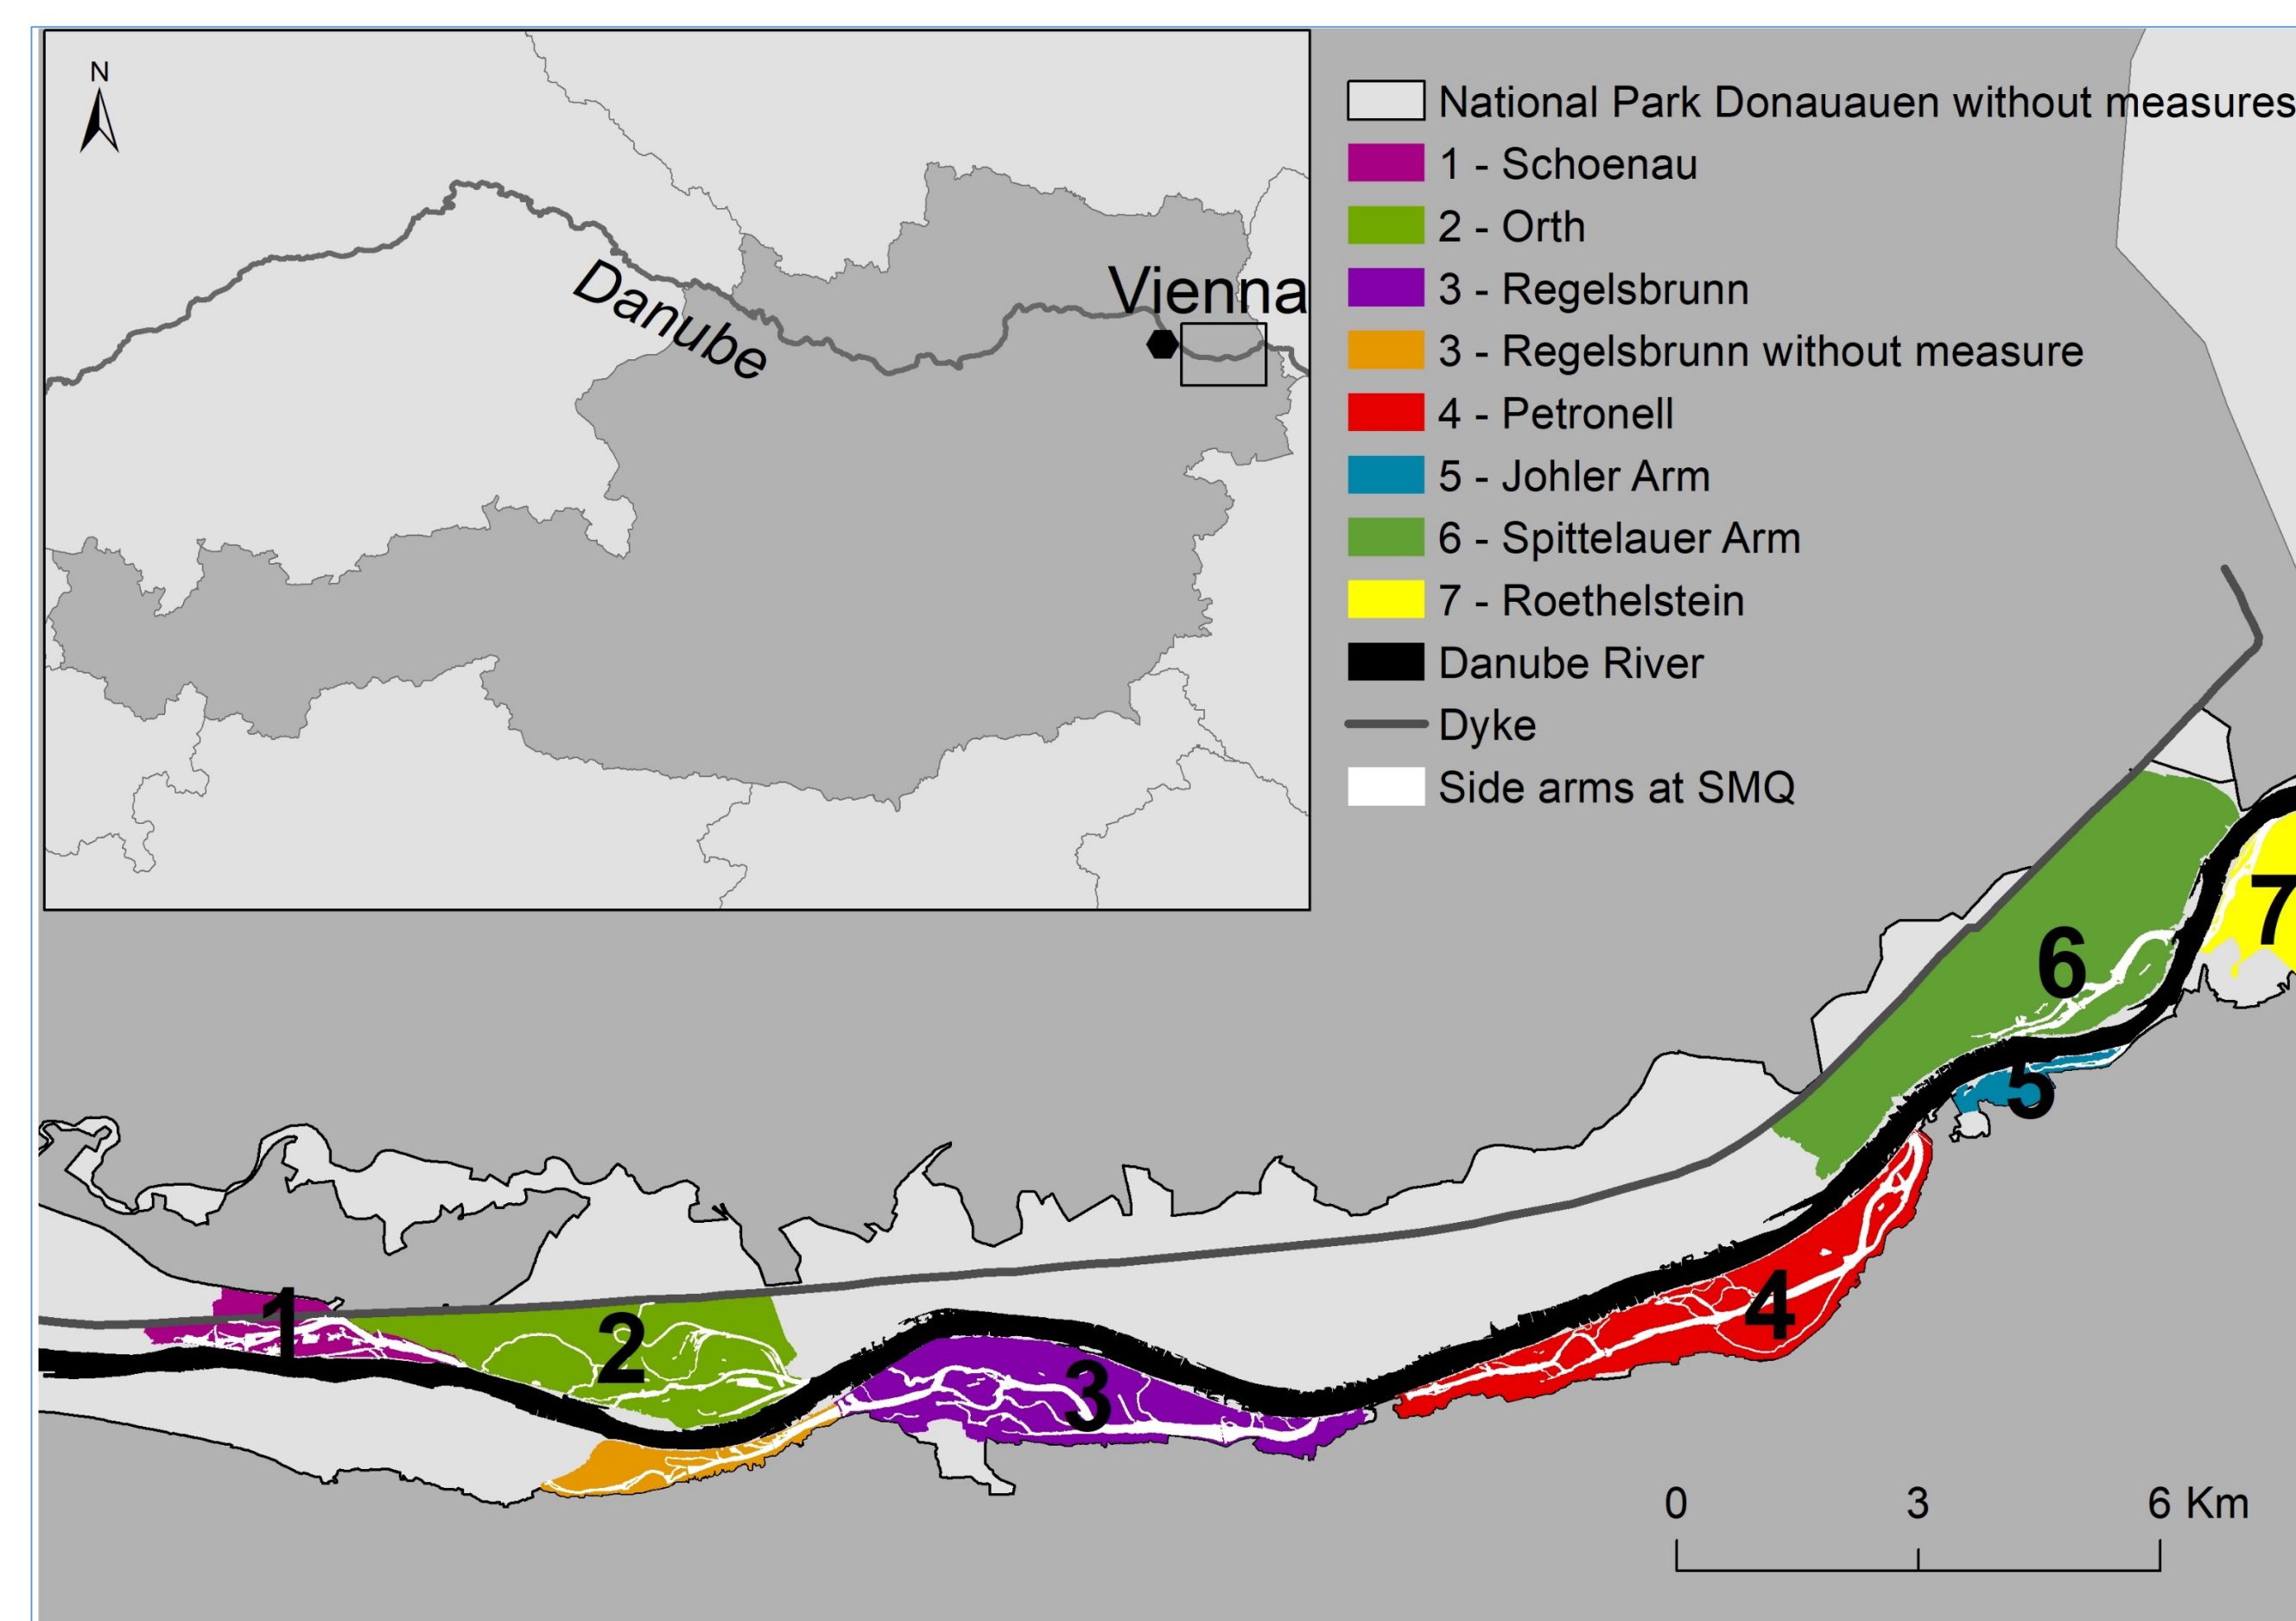 N
Danube
Vienna
National Park Donauauen without measures
1 - Schoenau
2 - Orth
3 - Regelsbrunn
3 - Regelsbrunn without measure
4 - Petronell
5 - Johler Arm
6 - Spittelauer Arm
7 - Roethelstein
Danube River
Dyke
Side arms at SMQ
7
6
5
4
1
2
3
0 3 6 Km